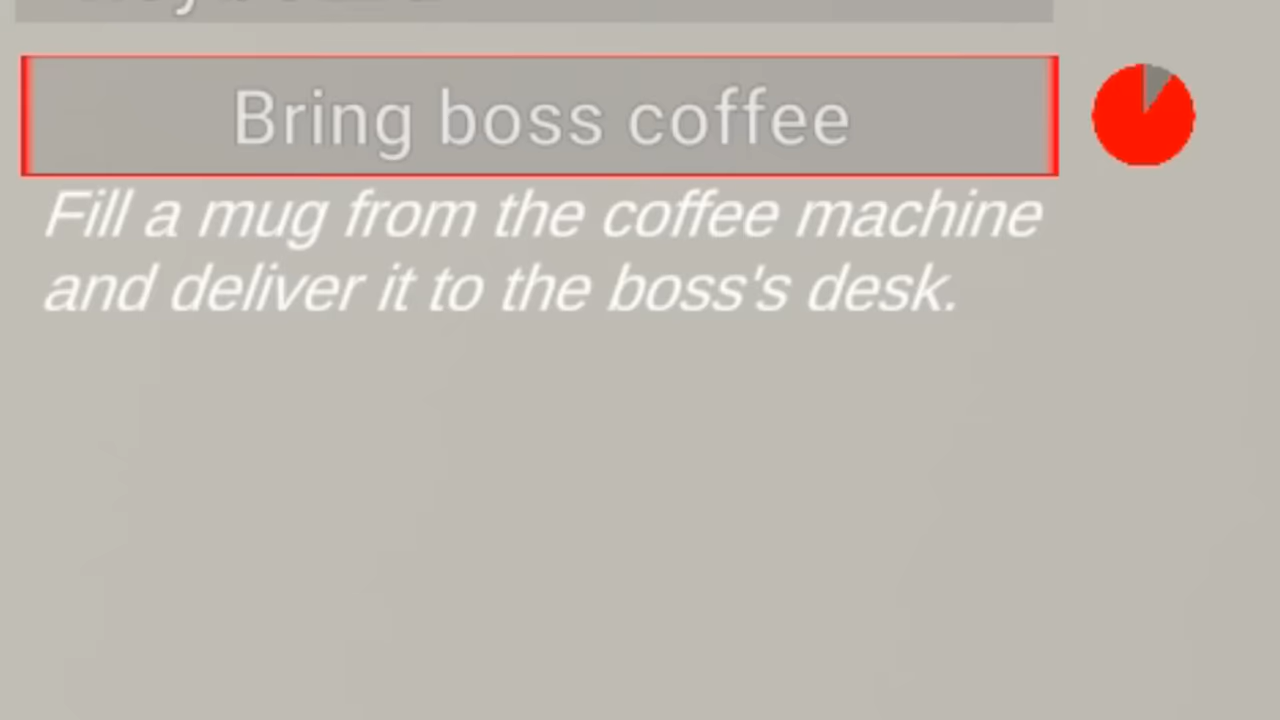 Bring boss coffee
Fill a mug from the coffee machine
and deliver it to the boss's desk.